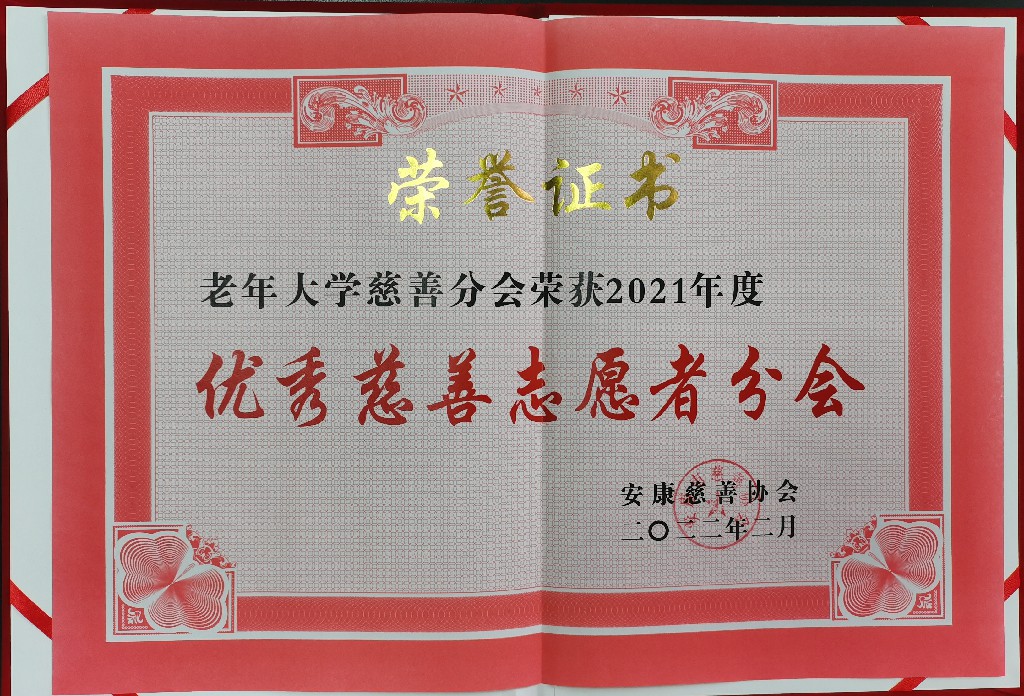 荣誉证书
老年大学慈善分会荣获2021年度
优秀慈善志愿者分会
安康慈善协会
二〇二二年二月